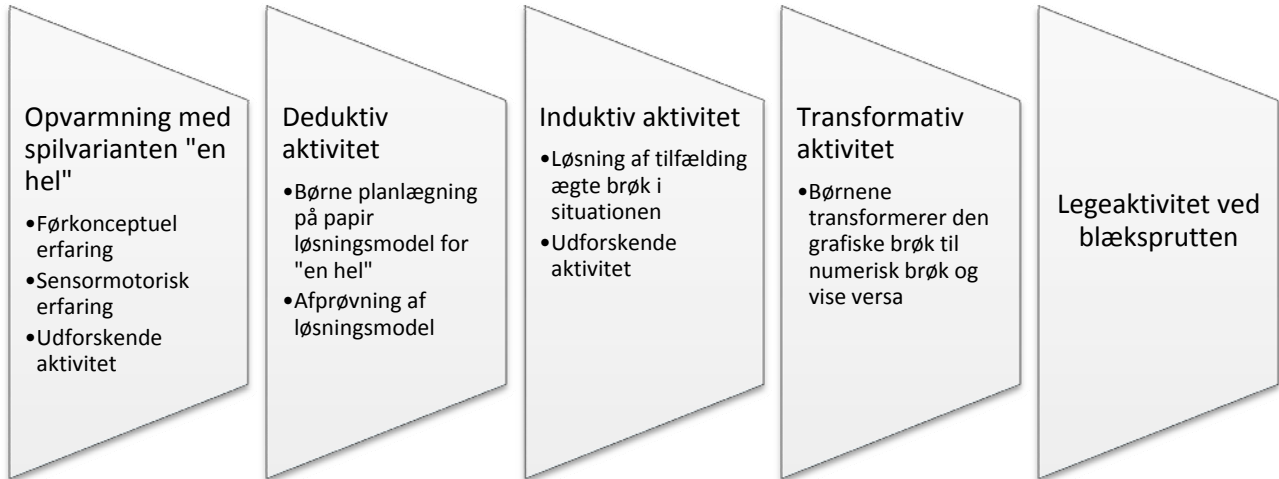 Opvarmning med
spilvarianten "en
hel"
•Førkonceptuel
erfaring
•Sensormotorisk
erfaring
•Udforskende
aktivitet
Deduktiv
aktivitet
•Børne planlægning
på papir
løsningsmodel for
"en hel"
•Afprøvning af
løsningsmodel
Induktiv aktivitet
•Løsning af tilfælding
ægte brøk i
situationen
•Udforskende
aktivitet
Transformativ
aktivitet
•Børnene
transformerer den
grafiske brøk til
numerisk brøk og
vise versa
Legeaktivitet ved
blæksprutten